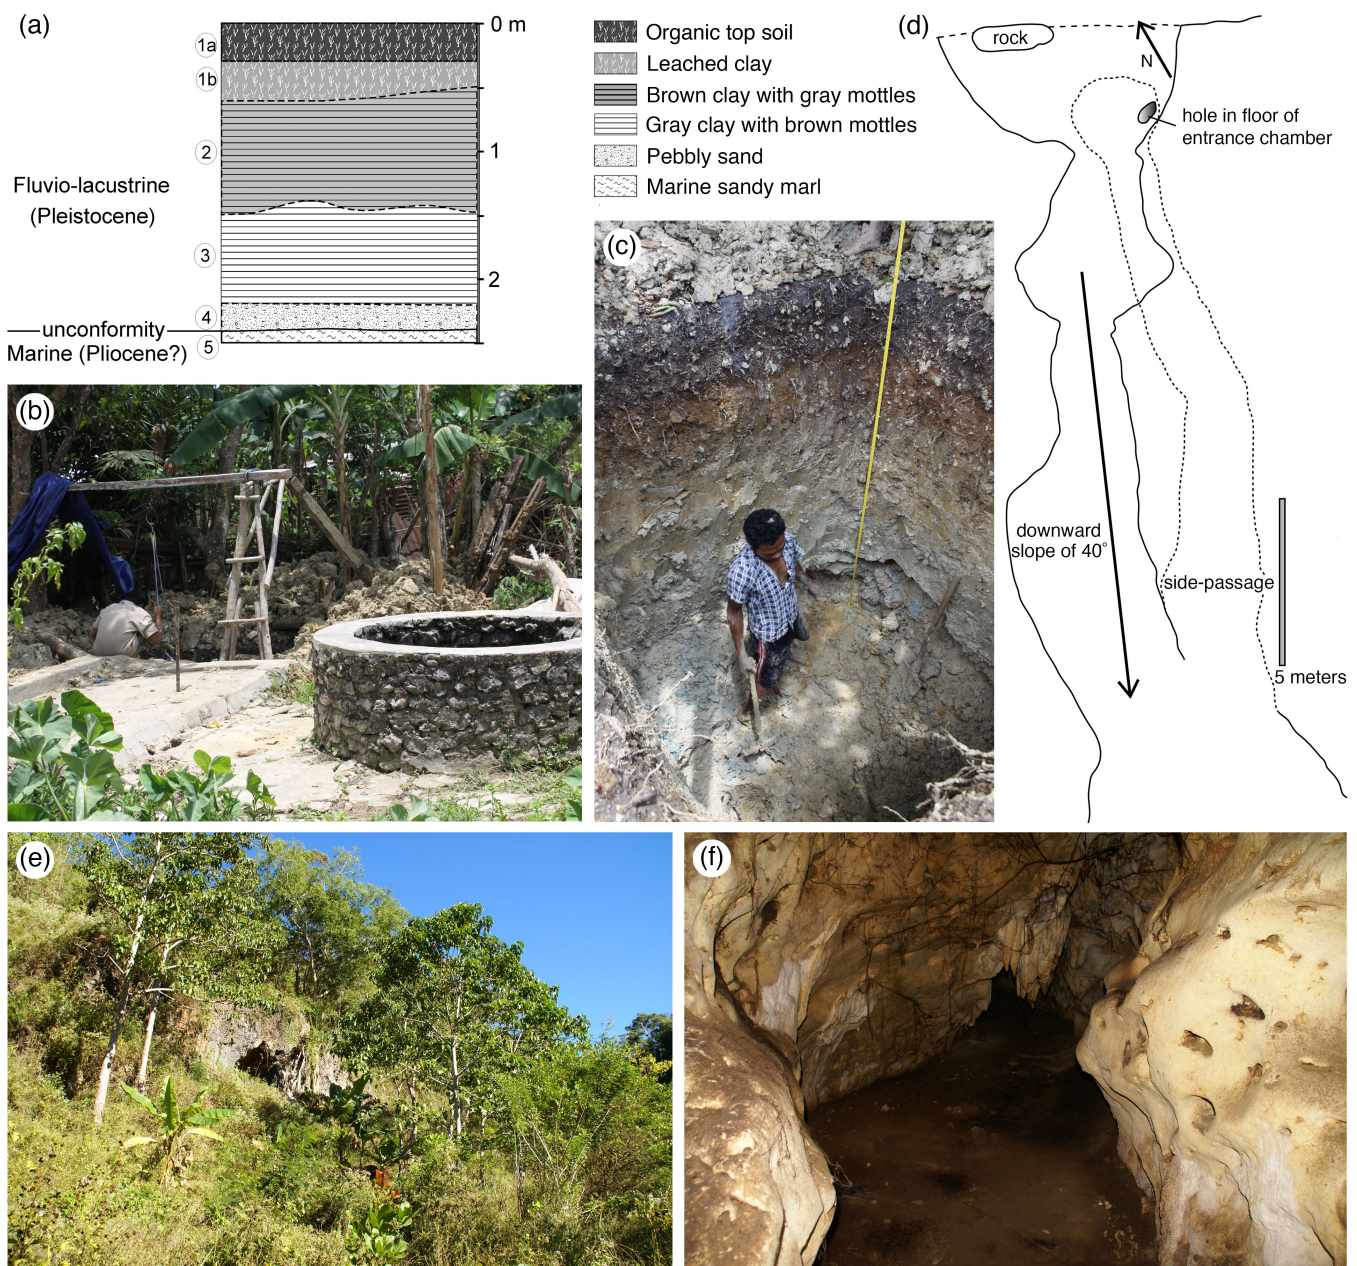 (a)
0 m
1a
1b
2
1
Fluvio-lacustrine
(Pleistocene)
3
2
4
unconformity
Marine (Pliocene?)
5
Organic top soil
Leached clay
Brown clay with gray mottles
Gray clay with brown mottles
Pebbly sand
Marine sandy marl
(b)
(c)
(d)
rock
N
hole in floor of
entrance chamber
downward
slope of 40°
side-passage
5 meters
(e)
(f)